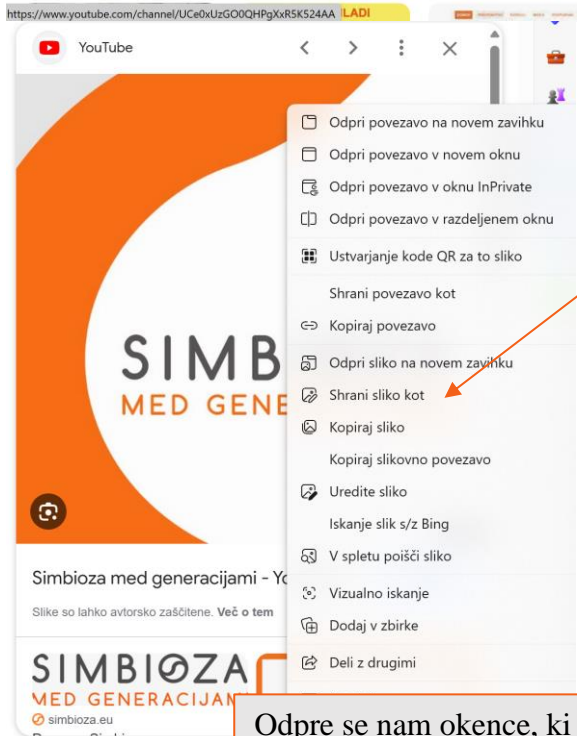 https://www.youtube.com/channel/UCe0xUzGO0QHPgXxR5K524AA
LADI
YouTube
Odpri povezavo na novem zavihku
Odpri povezavo v novem oknu
Odpri povezavo v oknu InPrivate
Odpri povezavo v razdeljenem oknu
Ustvarjanje kode QR za to sliko
Shrani povezavo kot
Kopiraj povezavo
Odpri sliko na novem zavihku
Shrani sliko kot
Kopiraj sliko
Kopiraj slikovno povezavo
Uredite sliko
Iskanje slik s/z Bing
V spletu poišči sliko
Vizualno iskanje
Dodaj v zbirke
Deli z drugimi
SIMB
MED GENE
Simbioza med generacijami - Yo
Slike so lahko avtorsko zaščitene. Več o tem
SIMBIOZA
MED GENERACIJAM
simbioza.eu
Odpre se nam okence, ki